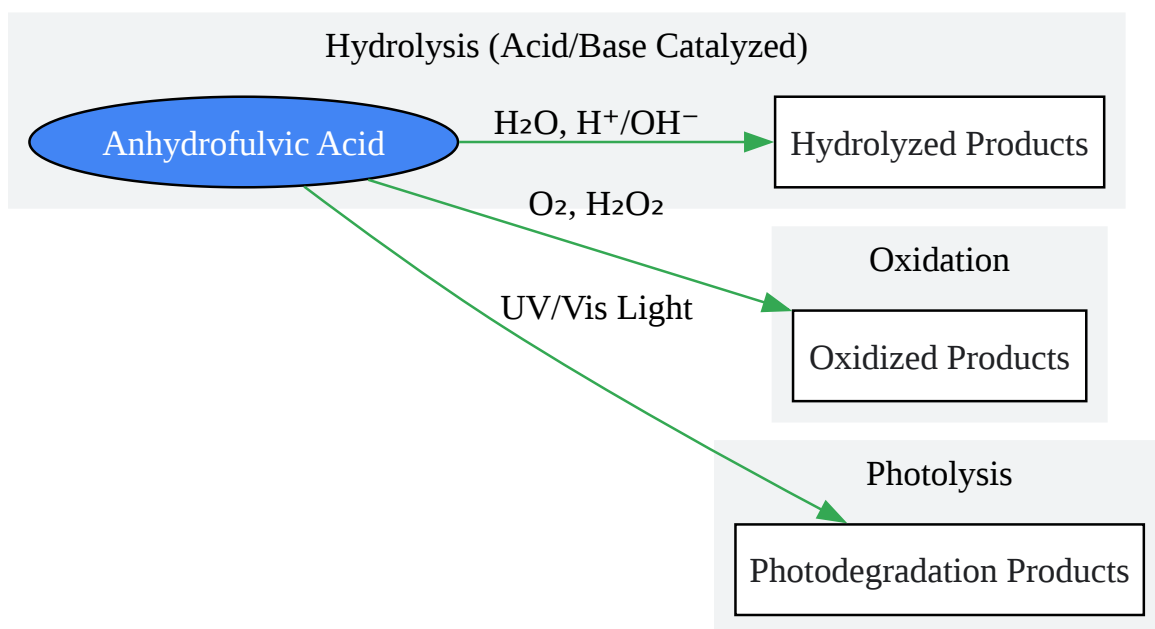 Hydrolysis (Acid/Base Catalyzed)
Anhydrofulvic Acid
H₂O, H⁺/OH⁻
Hydrolyzed Products
O₂, H₂O₂
Oxidation
UV/Vis Light
Oxidized Products
Photolysis
Photodegradation Products